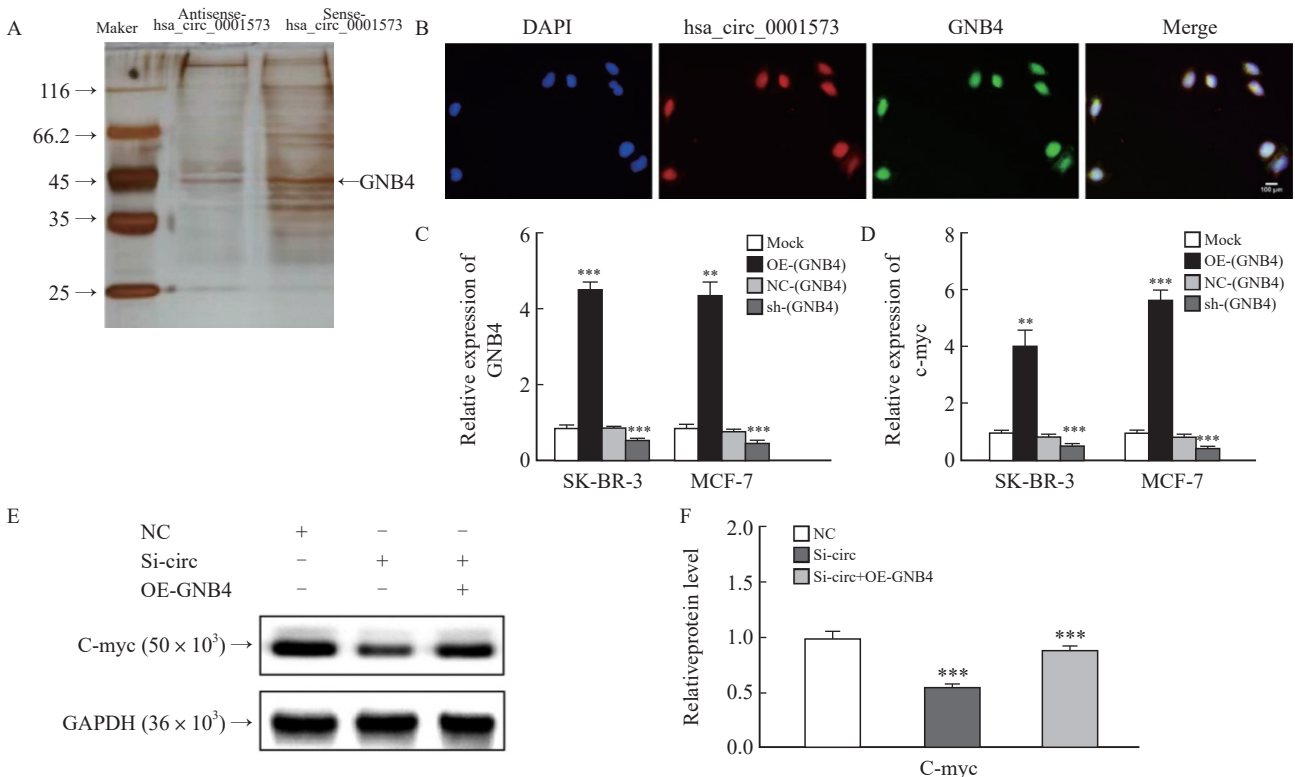 A
Maker
Antisense-
hsa_circ_0001573
Sense-
hsa_circ_0001573
116 →
66.2 →
45 →
←GNB4
35 →
25 →
B
DAPI
hsa_circ_0001573
GNB4
Merge
100 μm
C
Relative expression of
GNB4
6
4
2
0
Mock
OE-(GNB4)
NC-(GNB4)
sh-(GNB4)
***
***
**
***
SK-BR-3
MCF-7
D
Relative expression of
c-myc
8
6
4
2
0
Mock
OE-(GNB4)
NC-(GNB4)
sh-(GNB4)
**
***
***
***
SK-BR-3
MCF-7
E
NC + − −
Si-circ − + +
OE-GNB4 − − +
C-myc (50 × 10³) →
GAPDH (36 × 10³) →
F
Relativeprotein level
2.0
1.5
1.0
0.5
0.0
NC
Si-circ
Si-circ+OE-GNB4
***
***
C-myc